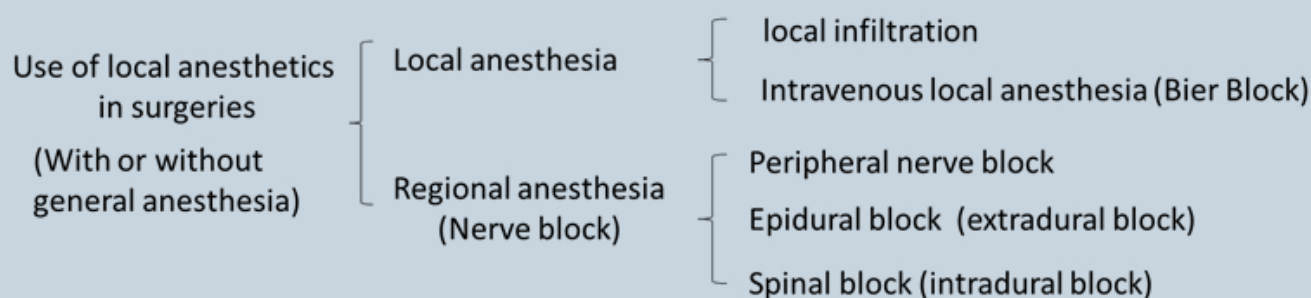 Use of local anesthetics
in surgeries
(With or without
general anesthesia)
Local anesthesia
local infiltration
Intravenous local anesthesia (Bier Block)
Regional anesthesia
(Nerve block)
Peripheral nerve block
Epidural block (extradural block)
Spinal block (intradural block)